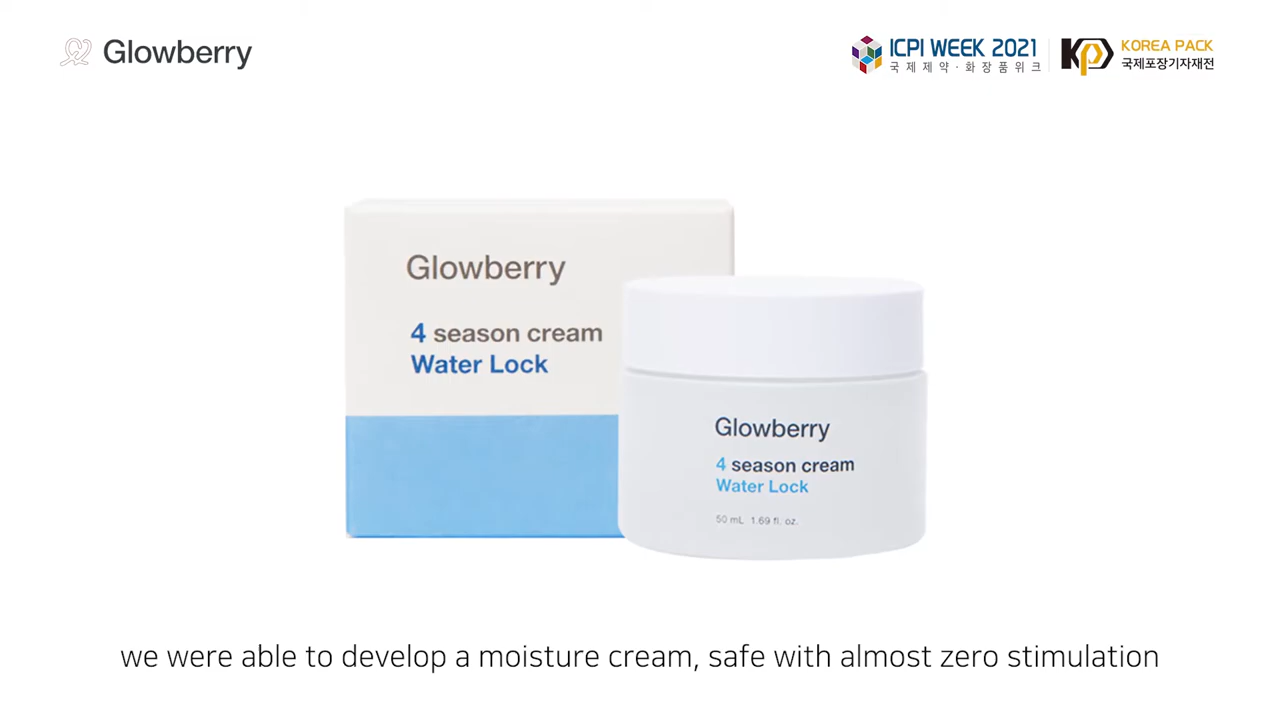 Glowberry
ICPI WEEK 2021
국제제약·화장품위크
KOREA PACK
국제포장기자재전
Glowberry
4 season cream
Water Lock
Glowberry
4 season cream
Water Lock
50 mL 1.69 fl. oz.
we were able to develop a moisture cream, safe with almost zero stimulation